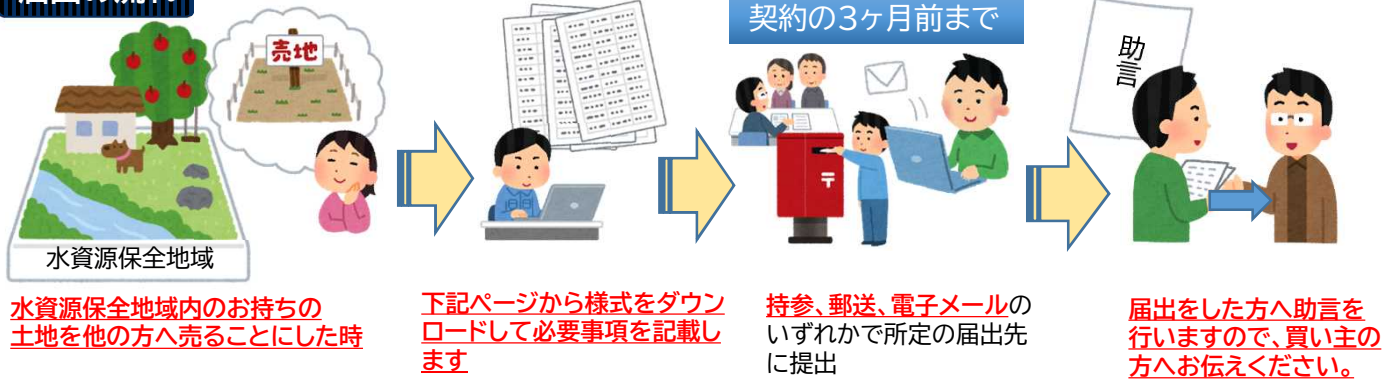 契約の3ヶ月前まで
売地
助言
水資源保全地域
水資源保全地域内のお持ちの
土地を他の方へ売ることにした時
下記ページから様式をダウン
ロードして必要事項を記載し
ます
持参、郵送、電子メールの
いずれかで所定の届出先
に提出
届出をした方へ助言を
行いますので、買い主の
方へお伝えください。